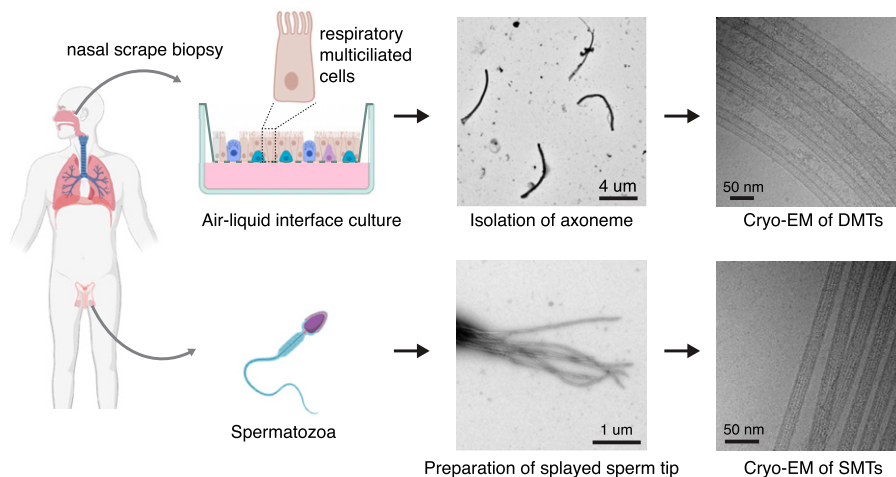 nasal scrape biopsy
respiratory
multiciliated
cells
Air-liquid interface culture
4 um
Isolation of axoneme
50 nm
Cryo-EM of DMTs
Spermatozoa
1 um
Preparation of splayed sperm tip
50 nm
Cryo-EM of SMTs